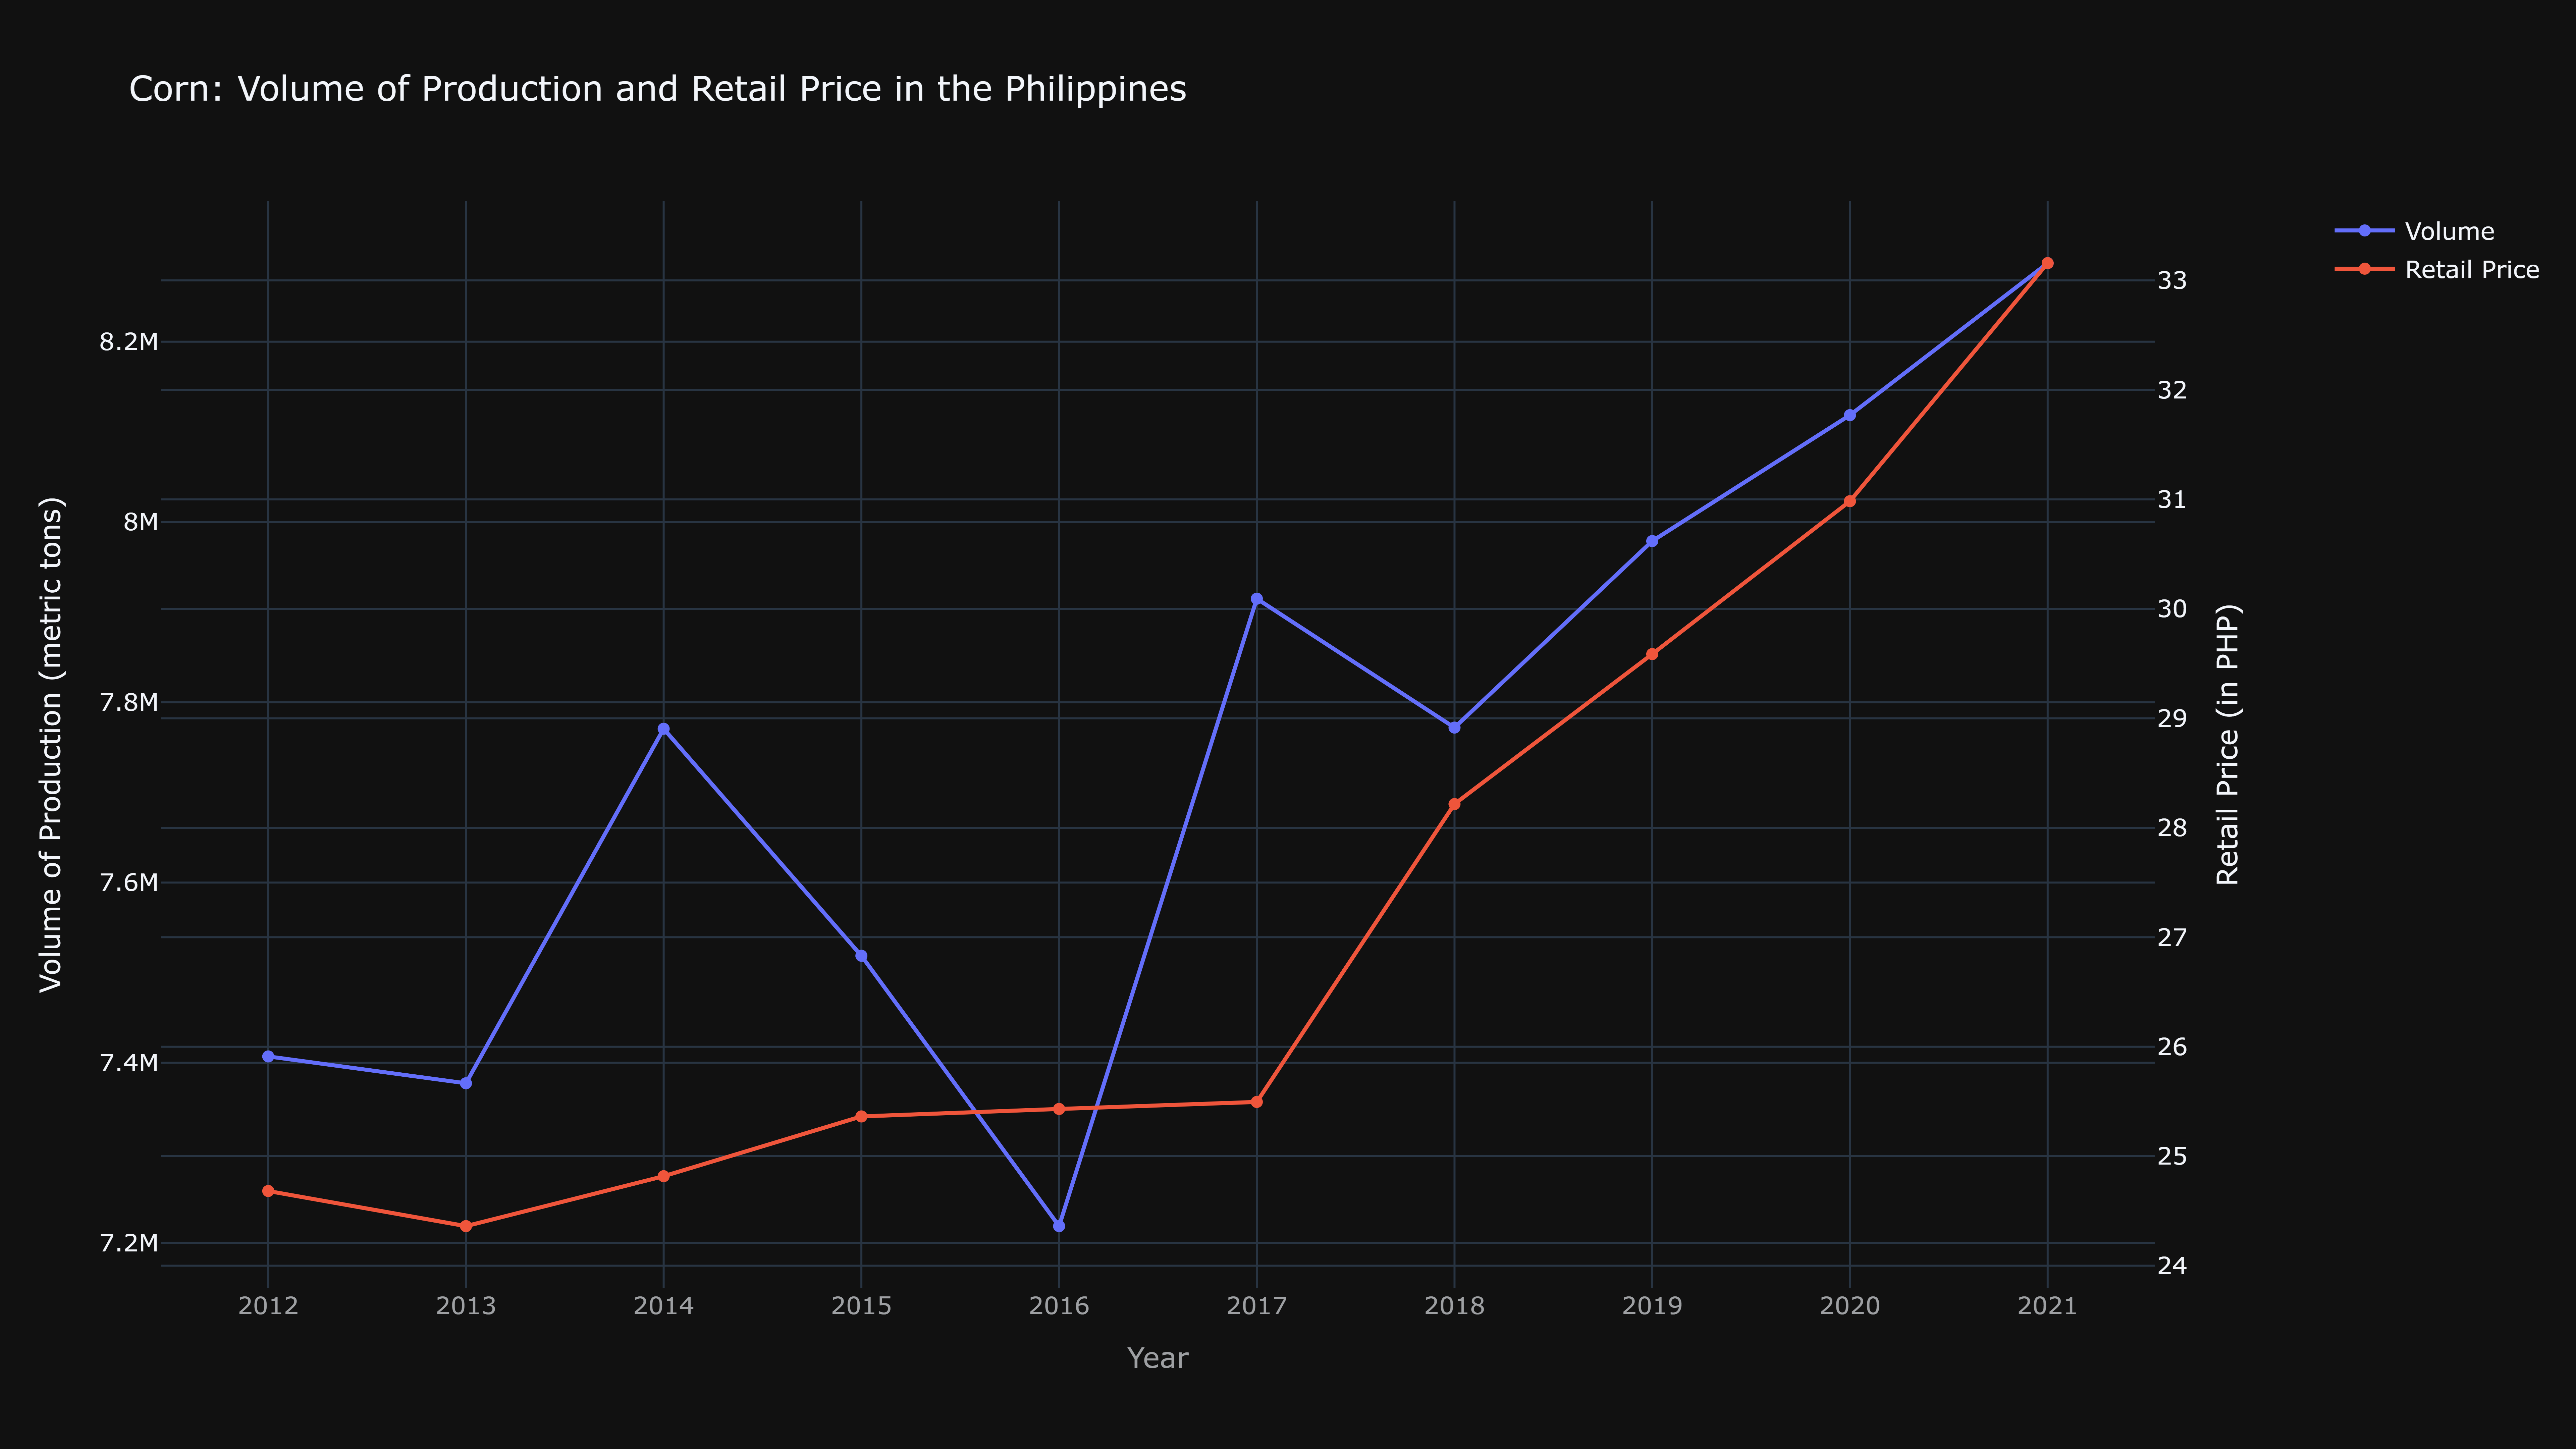 Corn: Volume of Production and Retail Price in the Philippines
Volume
Retail Price
Volume of Production (metric tons)
8.2M
8M
7.8M
7.6M
7.4M
7.2M
33
32
31
30
29
28
27
26
25
24
Retail Price (in PHP)
2012 2013 2014 2015 2016 2017 2018 2019 2020 2021
Year